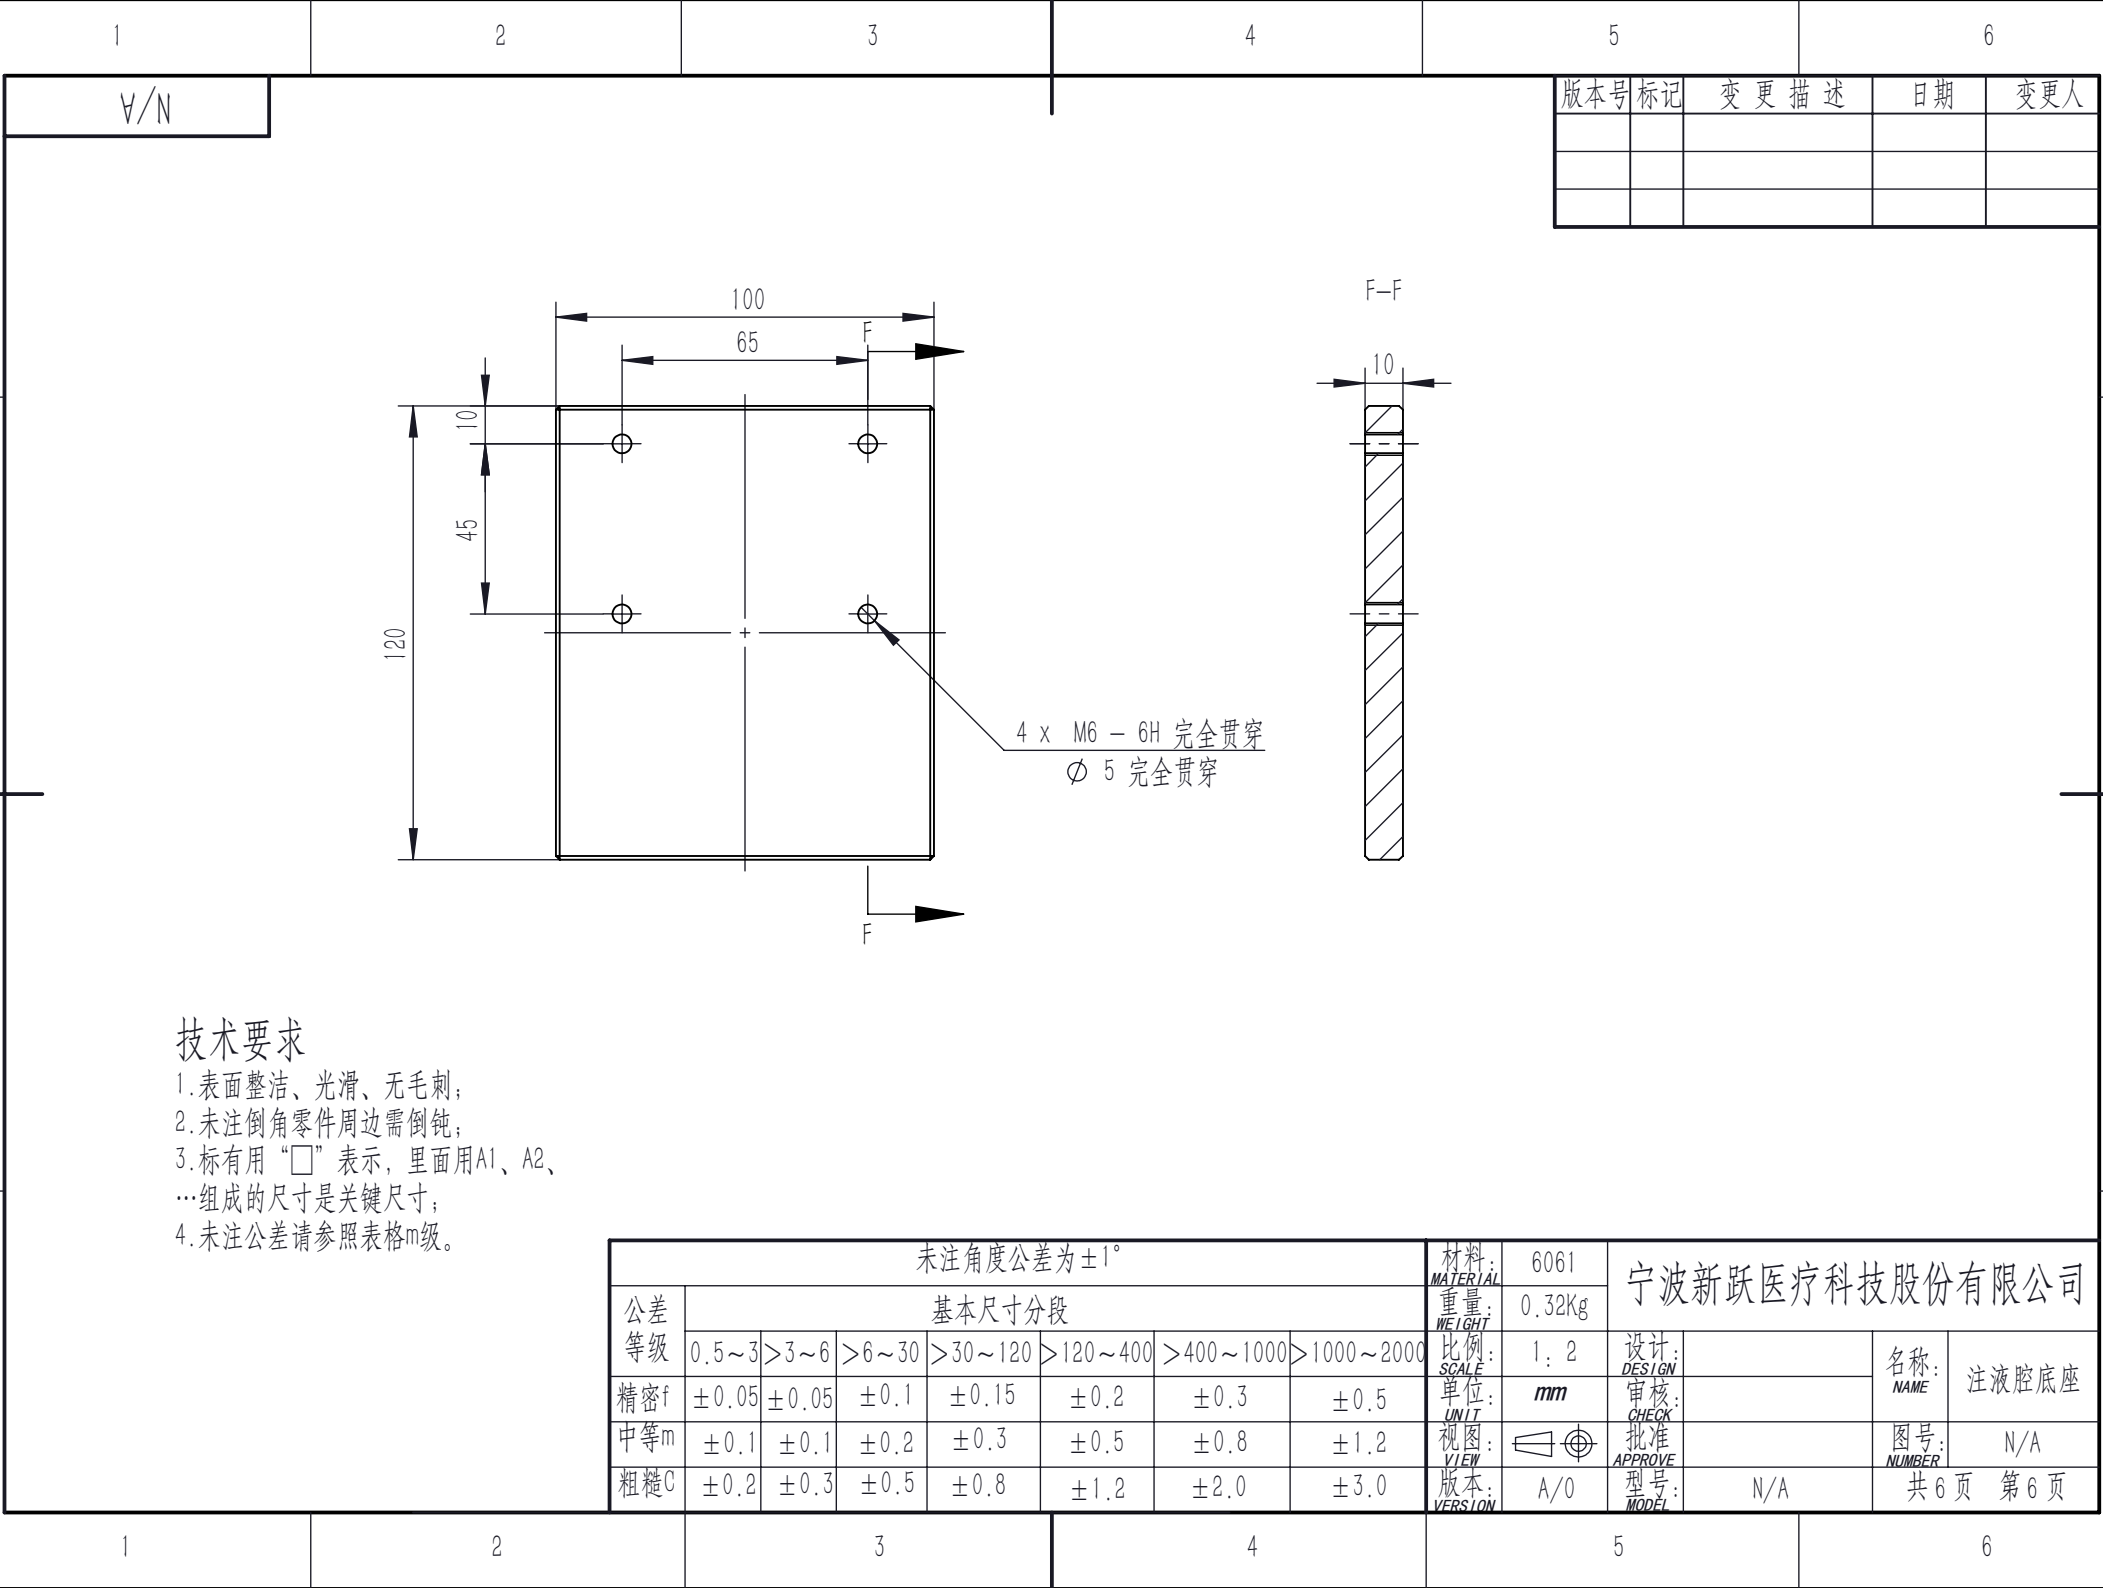 1 2 3 4 5 6
N/A
版本号 标记 变更描述 日期 变更人
F-F
100
F
65
10
10
45
120
4 x M6 - 6H 完全贯穿
∅ 5 完全贯穿
F
技术要求
1.表面整洁、光滑、无毛刺;
2.未注倒角零件周边需倒钝;
3.标有用“□”表示, 里面用A1、A2、
…组成的尺寸是关键尺寸;
4.未注公差请参照表格m级。
未注角度公差为±1°
公差等级 基本尺寸分段
0.5~3 >3~6 >6~30 >30~120 >120~400 >400~1000 >1000~2000
精密f ±0.05 ±0.05 ±0.1 ±0.15 ±0.2 ±0.3 ±0.5
中等m ±0.1 ±0.1 ±0.2 ±0.3 ±0.5 ±0.8 ±1.2
粗糙C ±0.2 ±0.3 ±0.5 ±0.8 ±1.2 ±2.0 ±3.0
材料: MATERIAL 6061
重量: WEIGHT 0.32Kg
比例: SCALE 1: 2
单位: UNIT mm
视图: VIEW
版本: VERSION A/0
宁波新跃医疗科技股份有限公司
设计: DESIGN
审核: CHECK
批准 APPROVE
型号: MODEL N/A
名称: NAME 注液腔底座
图号: NUMBER N/A
共6页 第6页
1 2 3 4 5 6